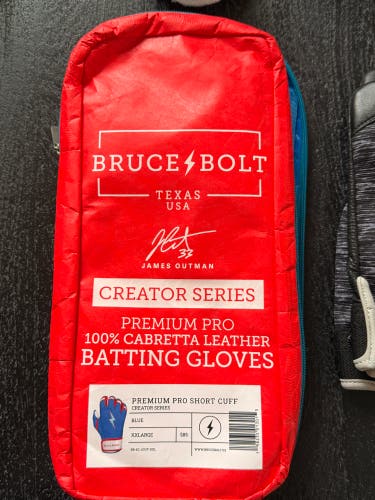 BRUCE BOLT
TEXAS
USA
33
JAMES OUTMAN
CREATOR SERIES
PREMIUM PRO
100% CABRETTA LEATHER
BATTING GLOVES
PREMIUM PRO SHORT CUFF
CREATOR SERIES
BLUE
XXLARGE